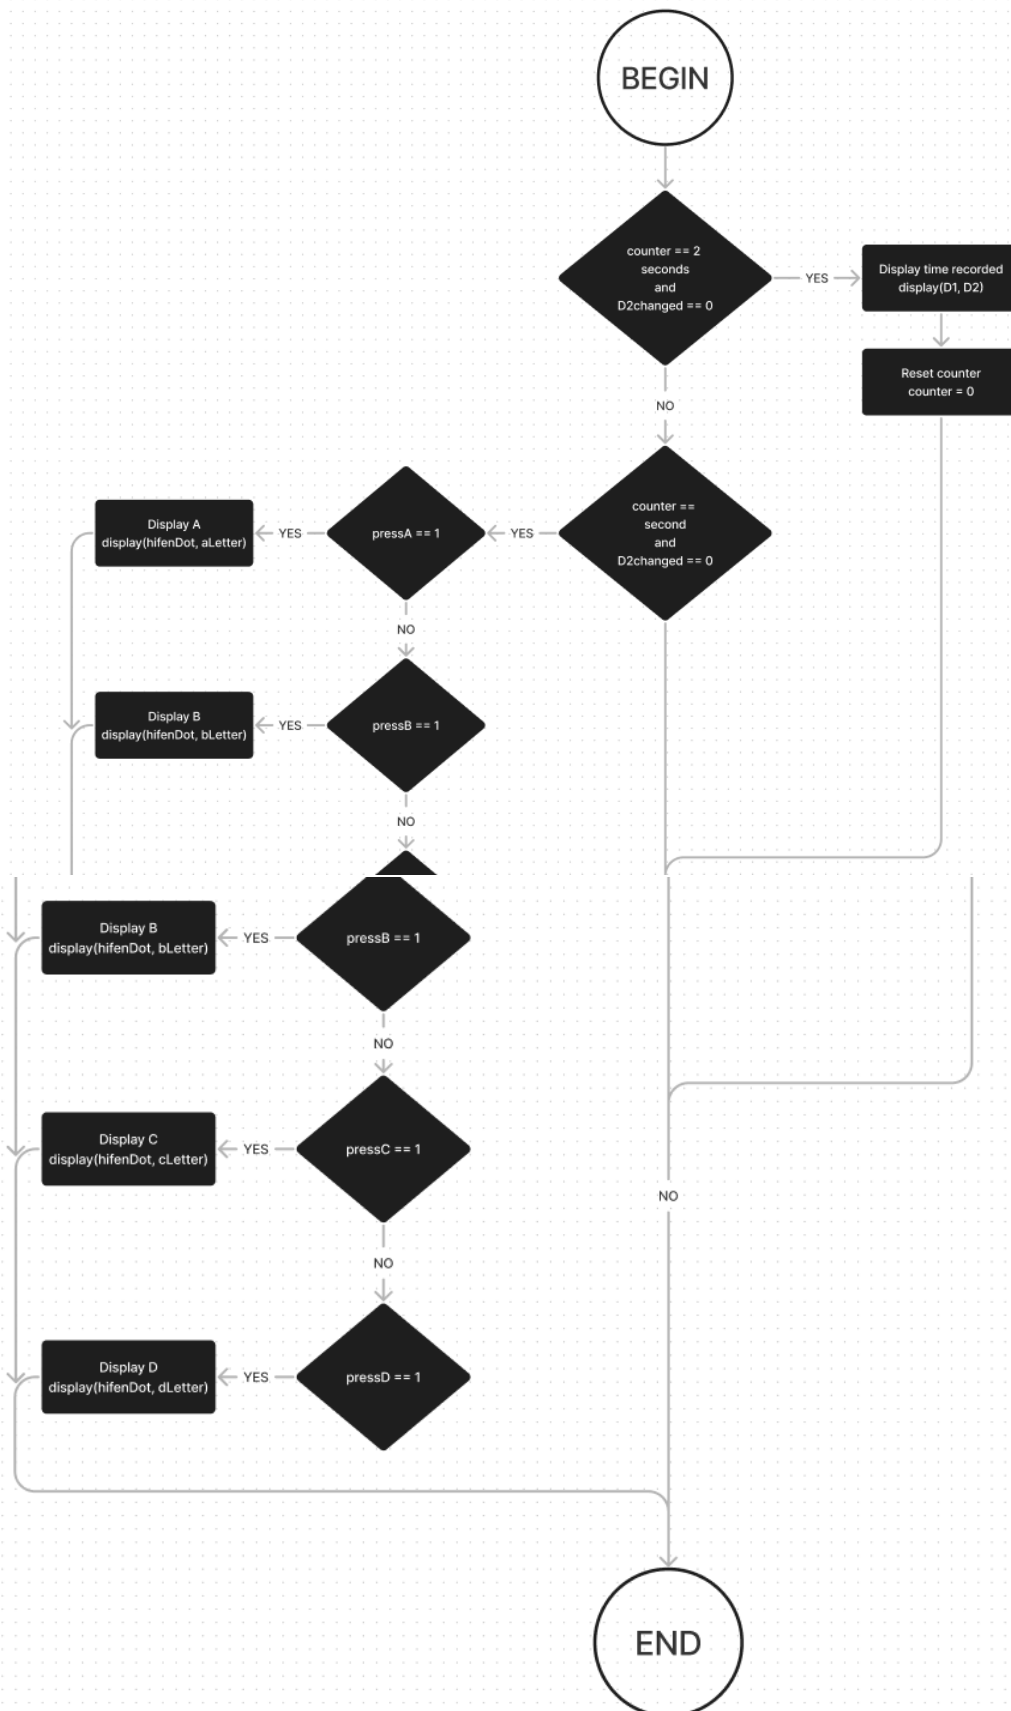 BEGIN
counter == 2
seconds
and
D2changed == 0
YES
Display time recorded
display(D1, D2)
Reset counter
counter = 0
NO
counter ==
second
and
D2changed == 0
YES
pressA == 1
YES
Display A
display(hifenDot, aLetter)
NO
pressB == 1
YES
Display B
display(hifenDot, bLetter)
NO
pressB == 1
YES
Display B
display(hifenDot, bLetter)
NO
pressC == 1
YES
Display C
display(hifenDot, cLetter)
NO
NO
pressD == 1
YES
Display D
display(hifenDot, dLetter)
END